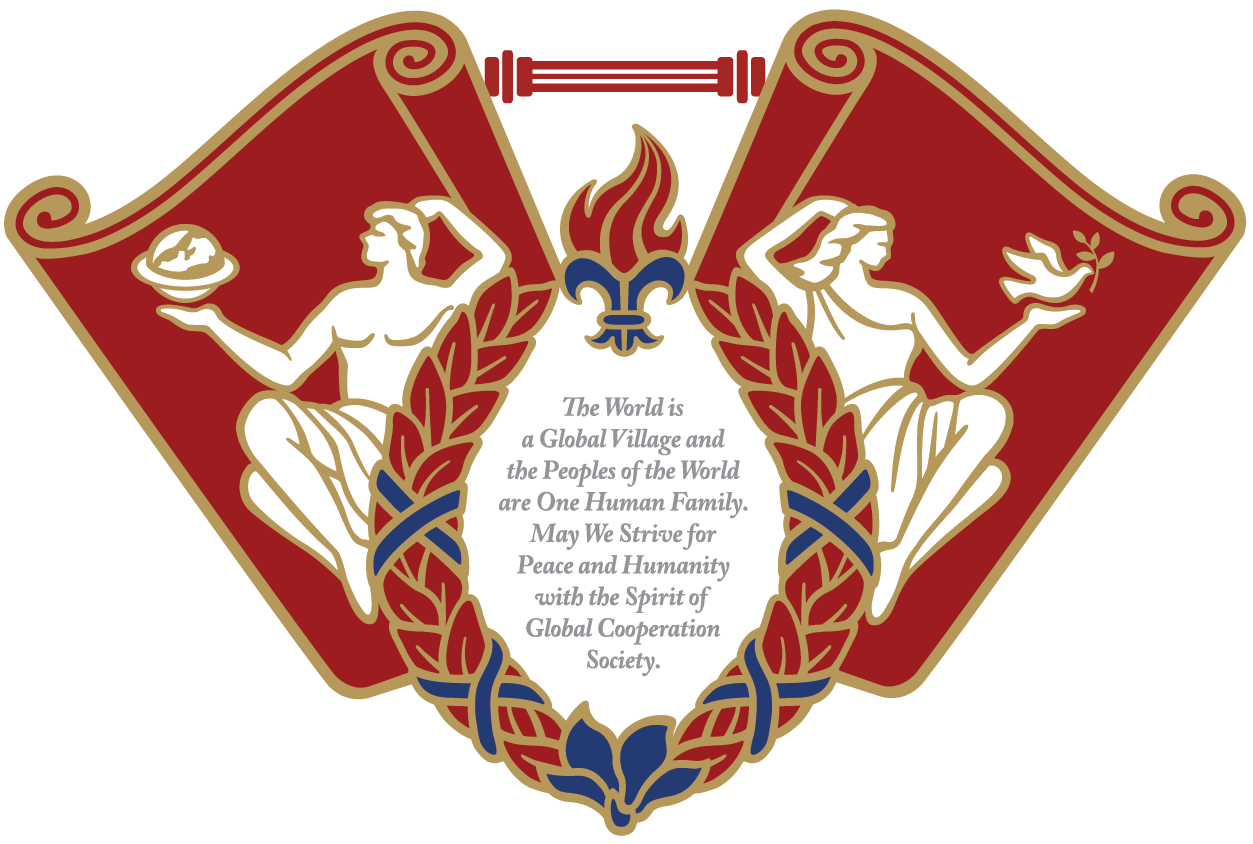 The World is
a Global Village and
the Peoples of the World
are One Human Family.
May We Strive for
Peace and Humanity
with the Spirit of
Global Cooperation
Society.